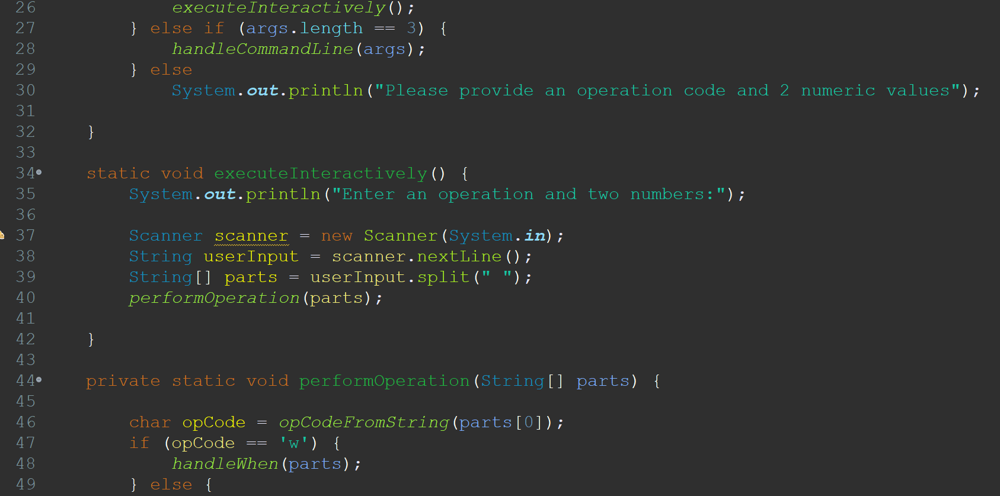 26 executeInteractively();
27 } else if (args.length == 3) {
28 handleCommandLine(args);
29 } else
30 System.out.println("Please provide an operation code and 2 numeric values");
31
32 }
33
34 static void executeInteractively() {
35 System.out.println("Enter an operation and two numbers:");
36
37 Scanner scanner = new Scanner(System.in);
38 String userInput = scanner.nextLine();
39 String[] parts = userInput.split(" ");
40 performOperation(parts);
41
42 }
43
44 private static void performOperation(String[] parts) {
45
46 char opCode = opCodeFromString(parts[0]);
47 if (opCode == 'w') {
48 handleWhen(parts);
49 } else {